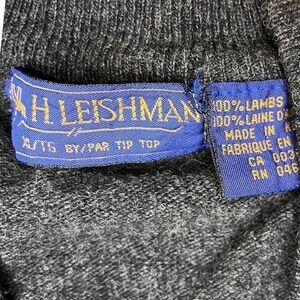 H. LEISHMAN
XL/TG BY/PAR TIP TOP
100% LAMBS
100% LAINE D'A
MADE IN
FABRIQUE EN
CA 003
RN 046